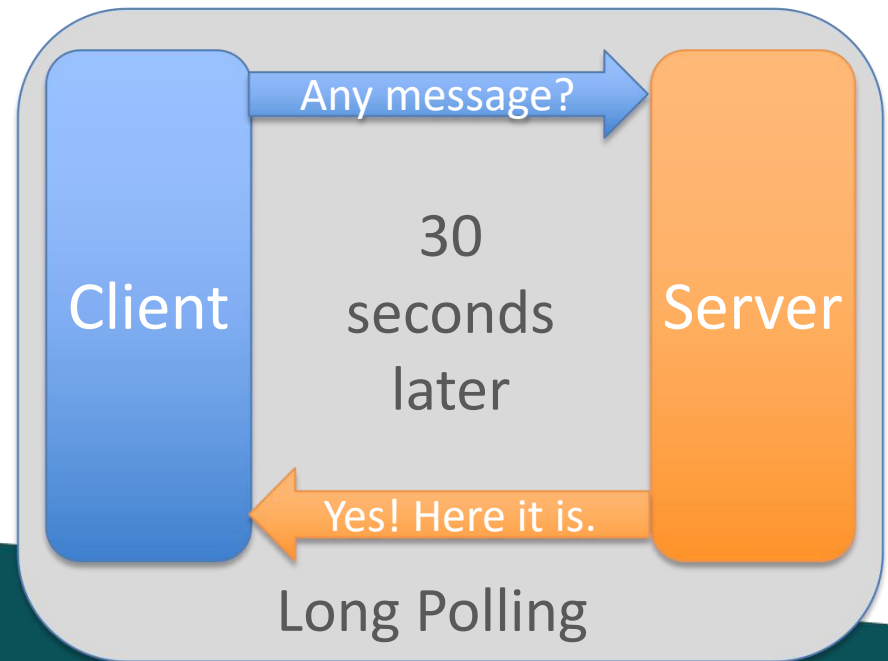 Any message?
Client
30
seconds
later
Server
Yes! Here it is.
Long Polling